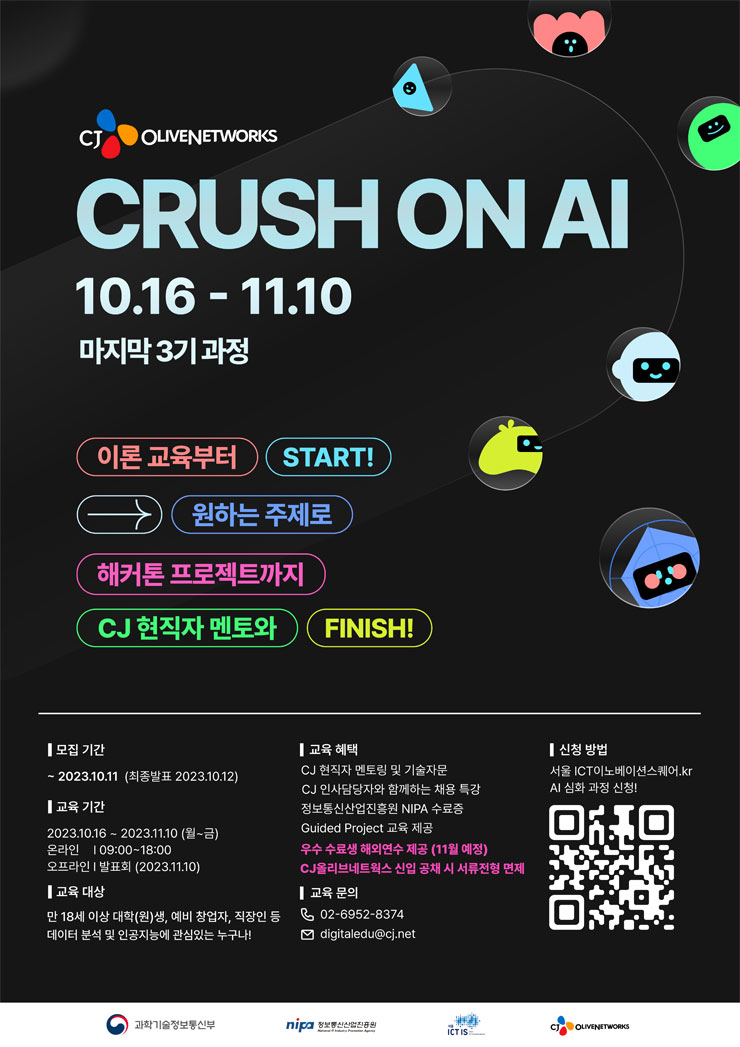 CJ OLIVENETWORKS
CRUSH ON AI
10.16 - 11.10
마지막 3기 과정
이론 교육부터 START!
원하는 주제로
해커톤 프로젝트까지
CJ 현직자 멘토와 FINISH!
모집 기간
~ 2023.10.11 (최종발표 2023.10.12)
교육 기간
2023.10.16 ~ 2023.11.10 (월~금)
온라인 I 09:00~18:00
오프라인 I 발표회 (2023.11.10)
교육 대상
만 18세 이상 대학(원)생, 예비 창업자, 직장인 등
데이터 분석 및 인공지능에 관심있는 누구나!
교육 혜택
CJ 현직자 멘토링 및 기술자문
CJ 인사담당자와 함께하는 채용 특강
정보통신산업진흥원 NIPA 수료증
Guided Project 교육 제공
우수 수료생 해외연수 제공 (11월 예정)
CJ올리브네트웍스 신입 공채 시 서류전형 면제
교육 문의
02-6952-8374
digitaledu@cj.net
신청 방법
서울 ICT이노베이션스퀘어.kr
AI 심화 과정 신청!
과학기술정보통신부
nipa 정보통신산업진흥원
National IT Industry Promotion Agency
서울
ICT IS
CJ OLIVENETWORKS